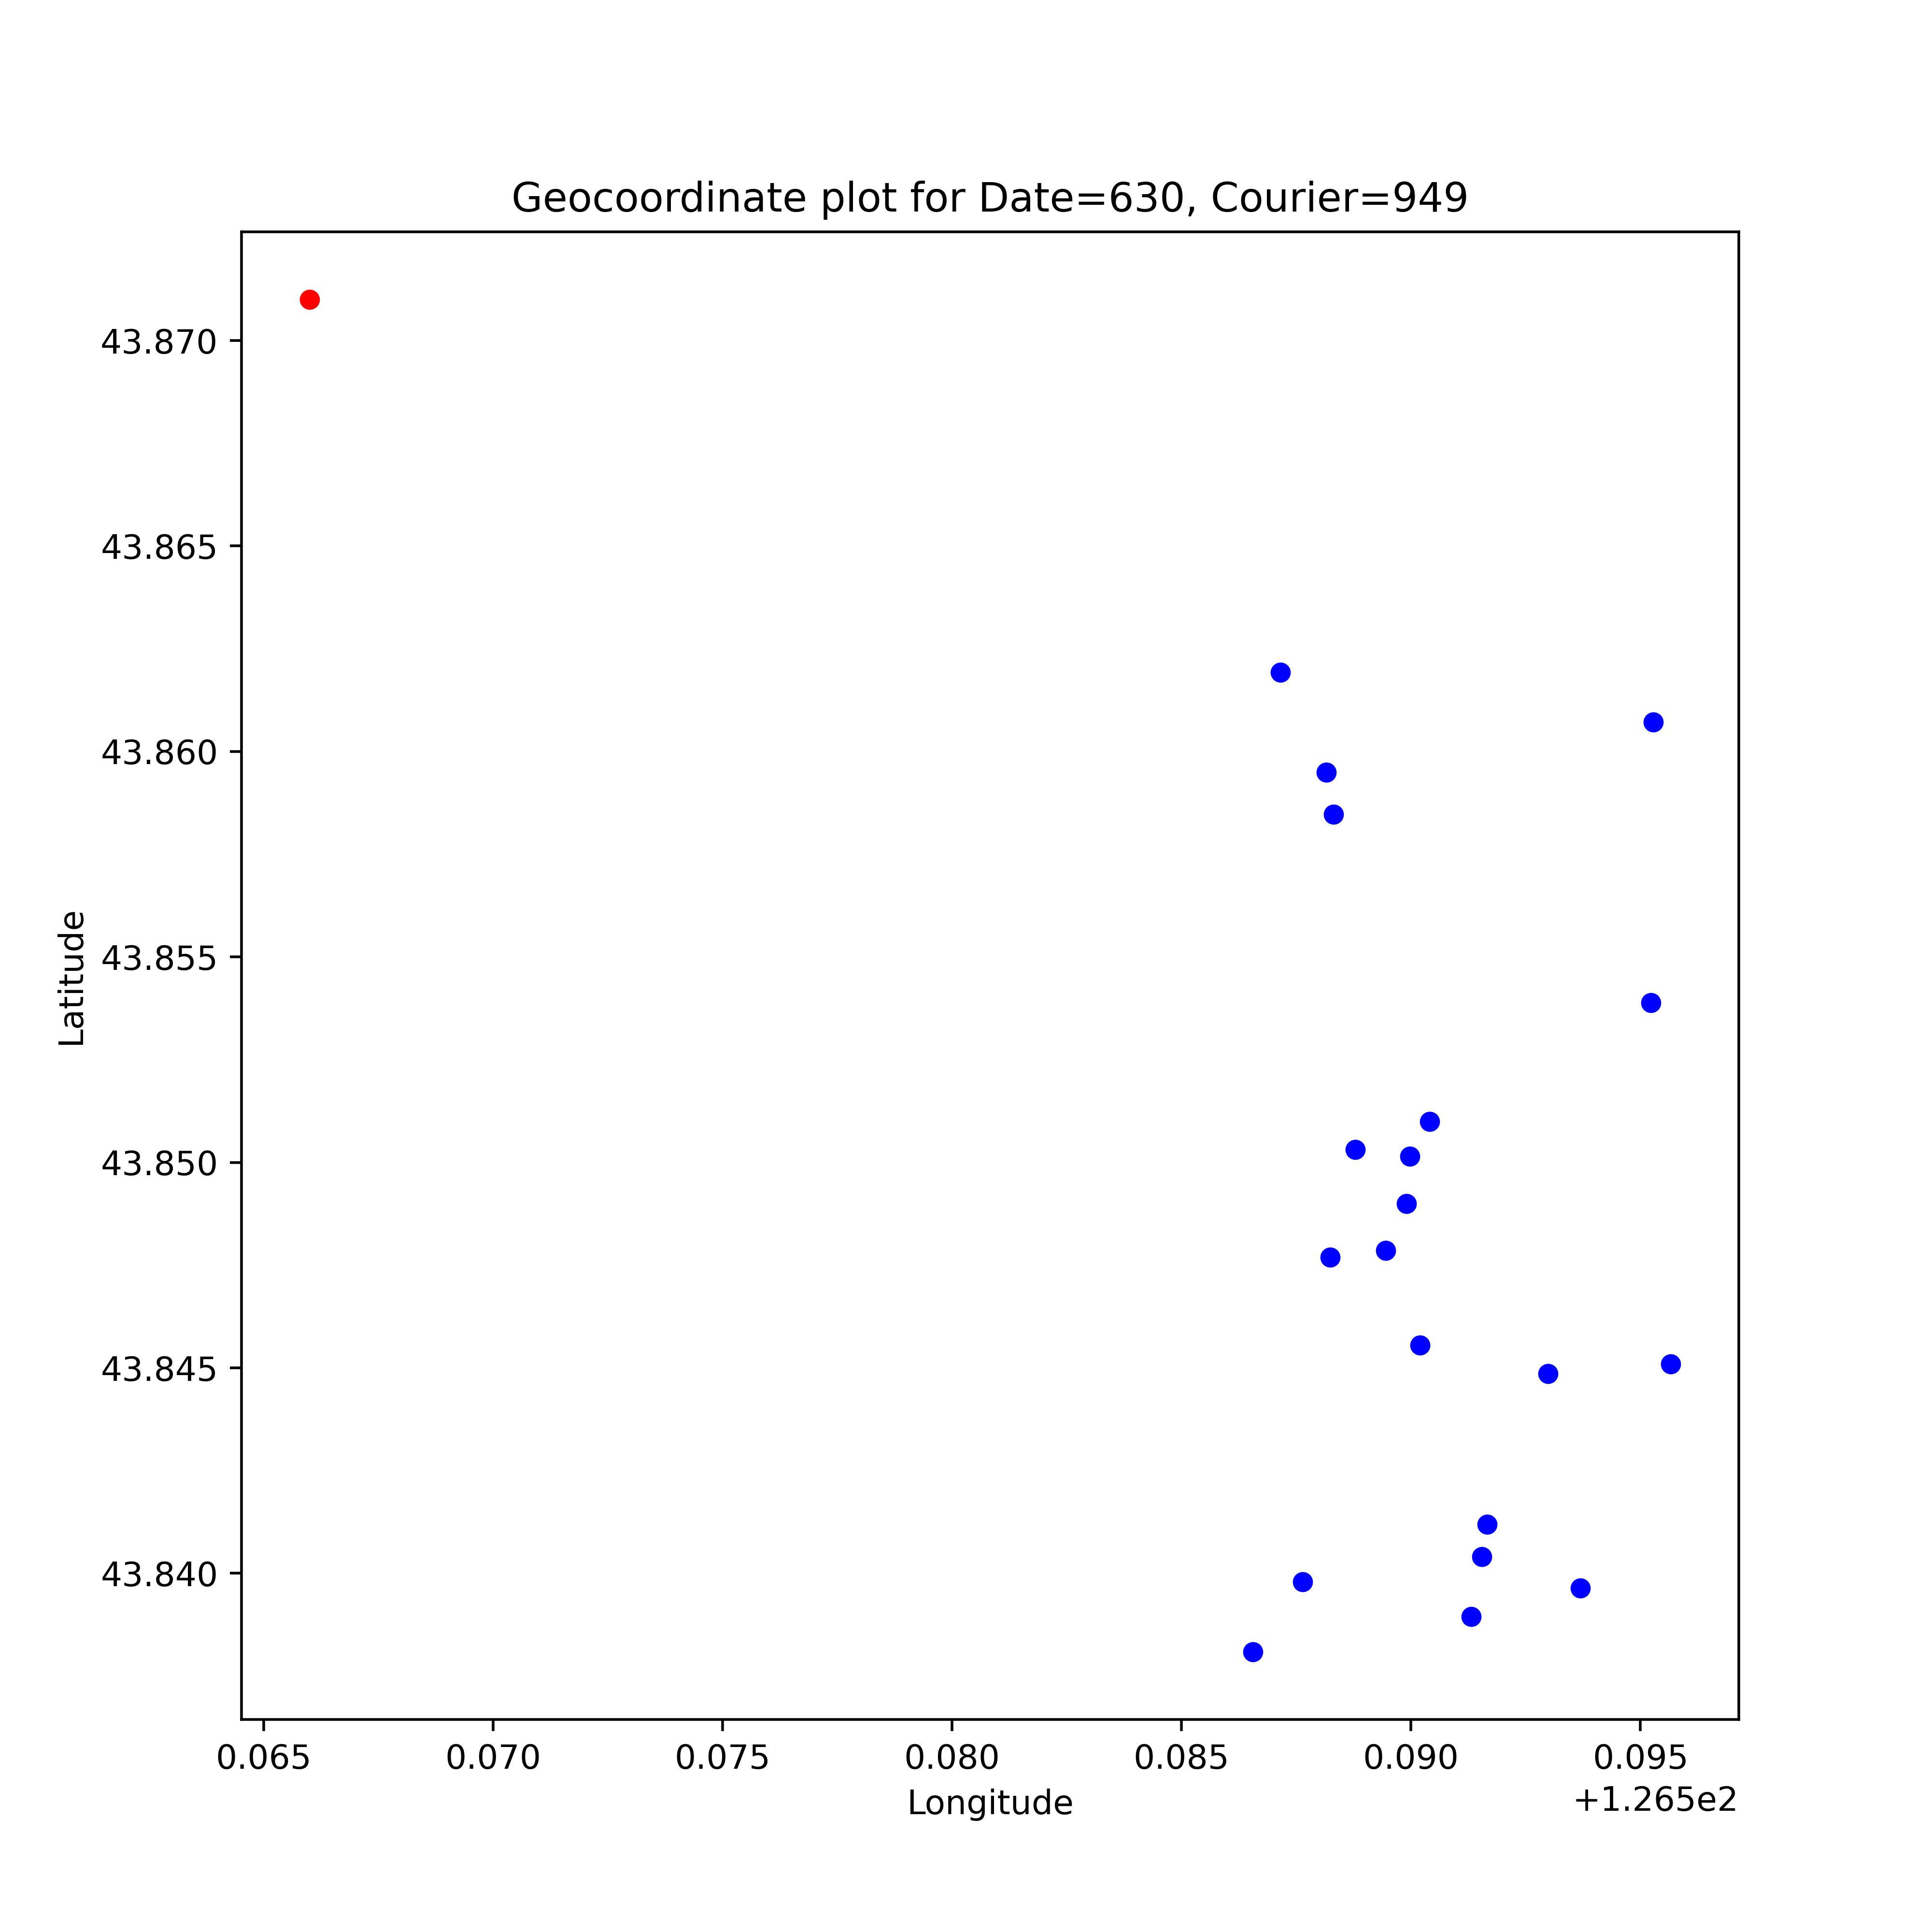 Geocoordinate plot for Date=630, Courier=949
43.870
43.865
43.860
43.855
43.850
43.845
43.840
Latitude
0.065 0.070 0.075 0.080 0.085 0.090 0.095
Longitude
+1.265e2